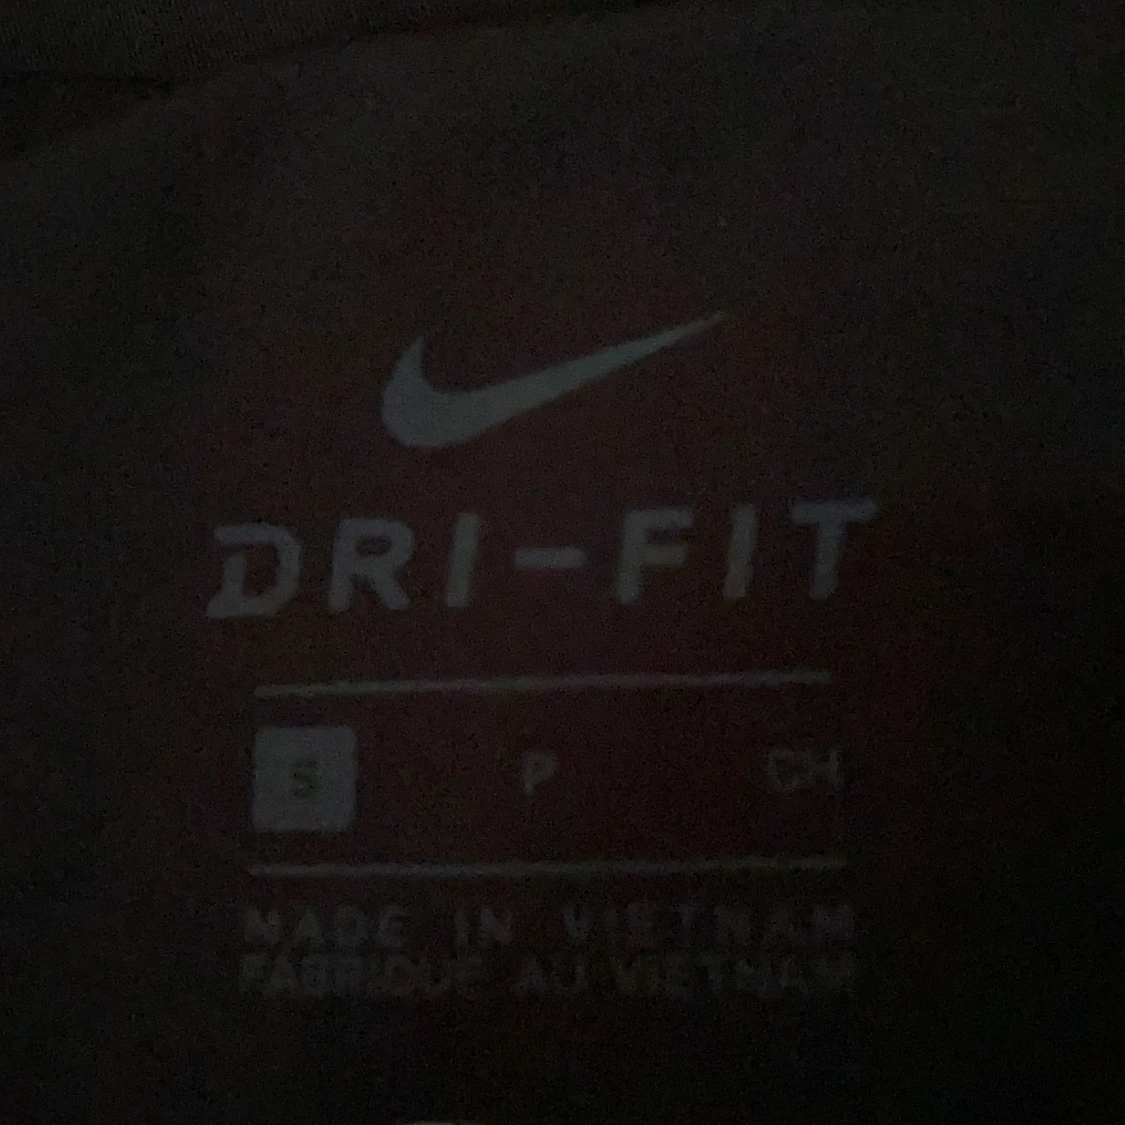 DRI-FIT
S P CH
MADE IN VIETNAM
FABRIQUÉ AU VIETNAM